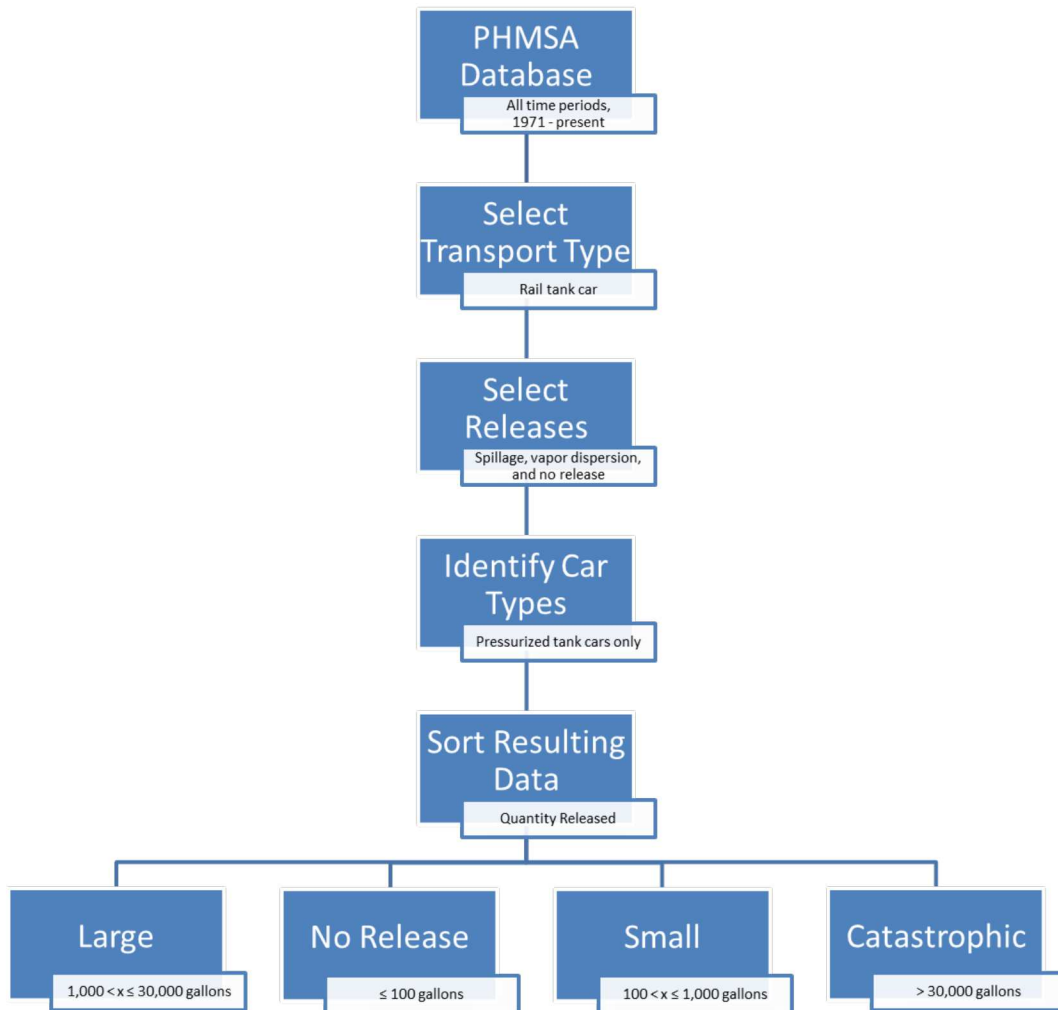 PHMSA
Database
All time periods,
1971 - present
Select
Transport Type
Rail tank car
Select
Releases
Spillage, vapor dispersion,
and no release
Identify Car
Types
Pressurized tank cars only
Sort Resulting
Data
Quantity Released
Large
1,000 < x ≤ 30,000 gallons
No Release
≤ 100 gallons
Small
100 < x ≤ 1,000 gallons
Catastrophic
> 30,000 gallons